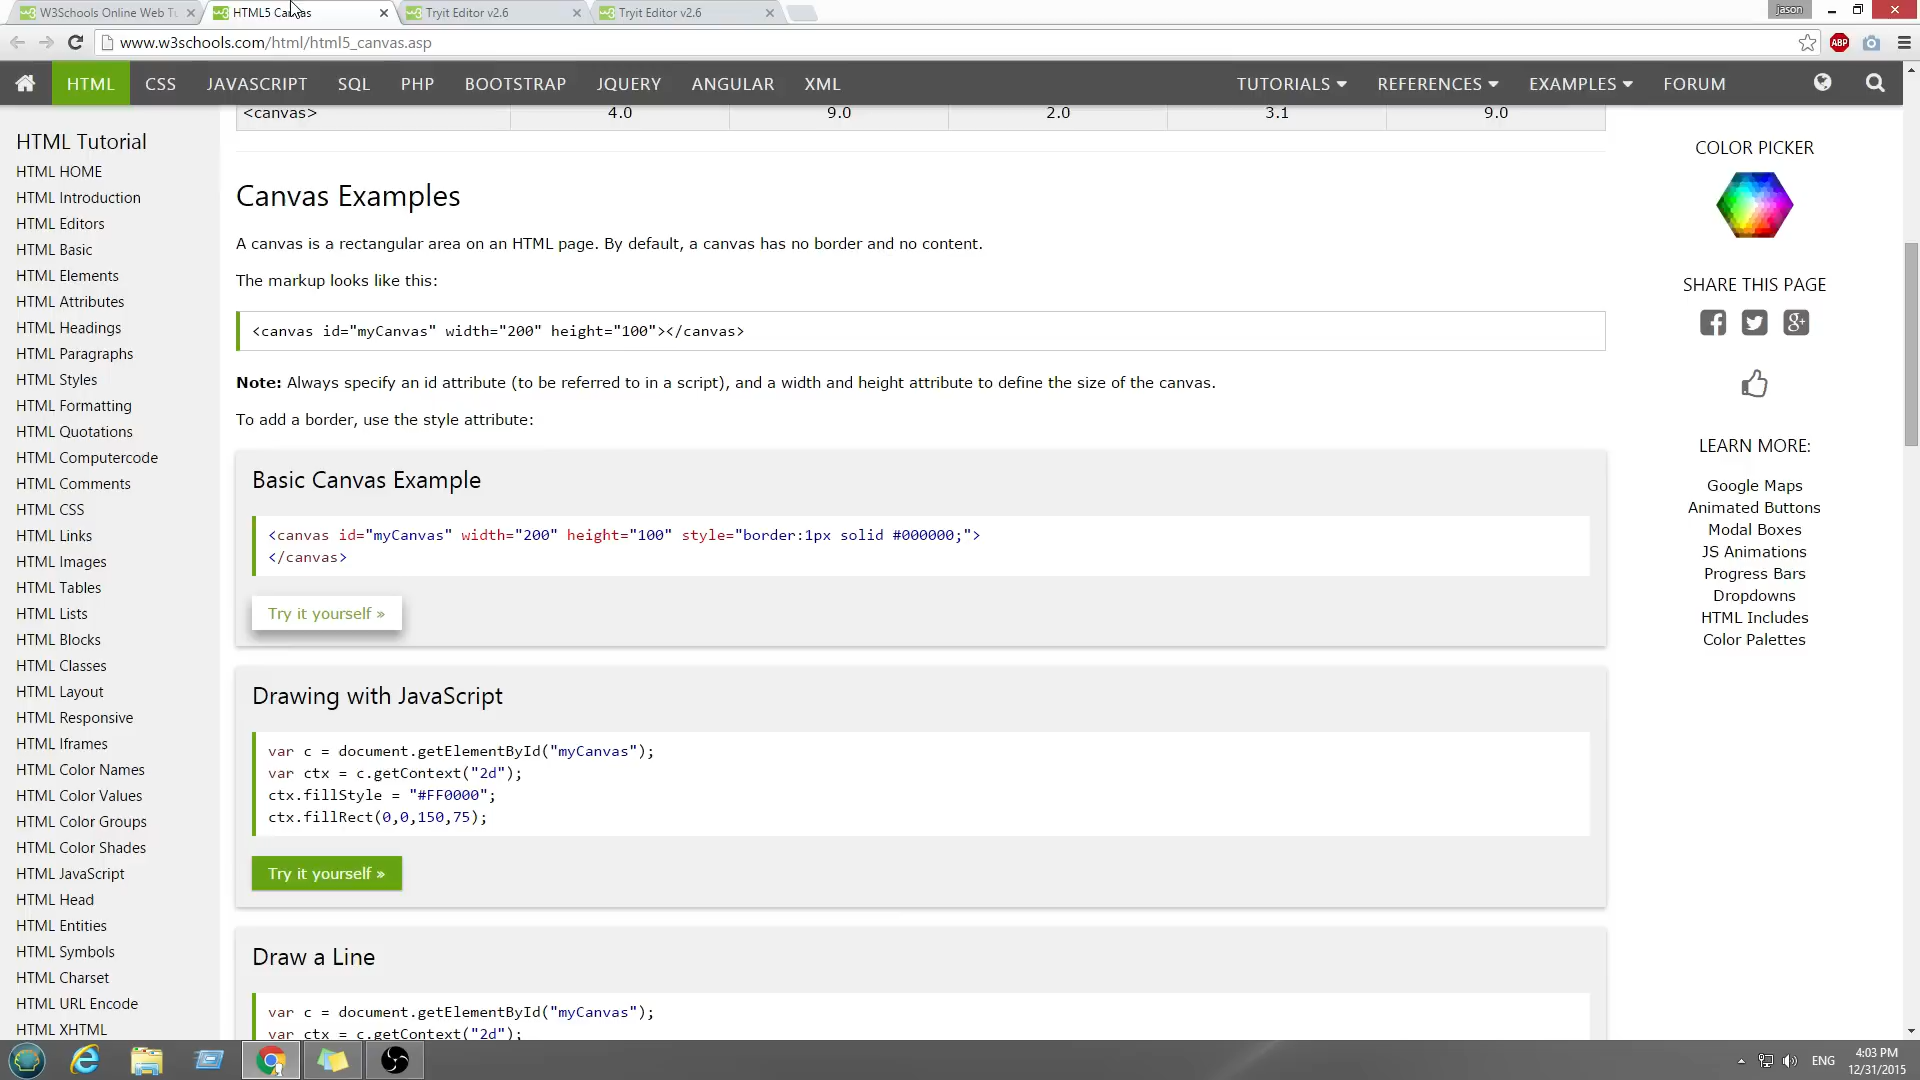 W3Schools Online Web Tu
HTML5 Canvas
Tryit Editor v2.6
Tryit Editor v2.6
jason
www.w3schools.com/html/html5_canvas.asp
ABP
HTML CSS JAVASCRIPT SQL PHP BOOTSTRAP JQUERY ANGULAR XML TUTORIALS REFERENCES EXAMPLES FORUM
HTML Tutorial
HTML HOME
HTML Introduction
HTML Editors
HTML Basic
HTML Elements
HTML Attributes
HTML Headings
HTML Paragraphs
HTML Styles
HTML Formatting
HTML Quotations
HTML Computercode
HTML Comments
HTML CSS
HTML Links
HTML Images
HTML Tables
HTML Lists
HTML Blocks
HTML Classes
HTML Layout
HTML Responsive
HTML Iframes
HTML Color Names
HTML Color Values
HTML Color Groups
HTML Color Shades
HTML JavaScript
HTML Head
HTML Entities
HTML Symbols
HTML Charset
HTML URL Encode
HTML XHTML
<canvas> 4.0 9.0 2.0 3.1 9.0
Canvas Examples
A canvas is a rectangular area on an HTML page. By default, a canvas has no border and no content.
The markup looks like this:
<canvas id="myCanvas" width="200" height="100"></canvas>
Note: Always specify an id attribute (to be referred to in a script), and a width and height attribute to define the size of the canvas.
To add a border, use the style attribute:
Basic Canvas Example
<canvas id="myCanvas" width="200" height="100" style="border:1px solid #000000;">
</canvas>
Try it yourself »
Drawing with JavaScript
var c = document.getElementById("myCanvas");
var ctx = c.getContext("2d");
ctx.fillStyle = "#FF0000";
ctx.fillRect(0,0,150,75);
Try it yourself »
Draw a Line
var c = document.getElementById("myCanvas");
var ctx = c.getContext("2d");
COLOR PICKER
SHARE THIS PAGE
LEARN MORE:
Google Maps
Animated Buttons
Modal Boxes
JS Animations
Progress Bars
Dropdowns
HTML Includes
Color Palettes
ENG
4:03 PM
12/31/2015